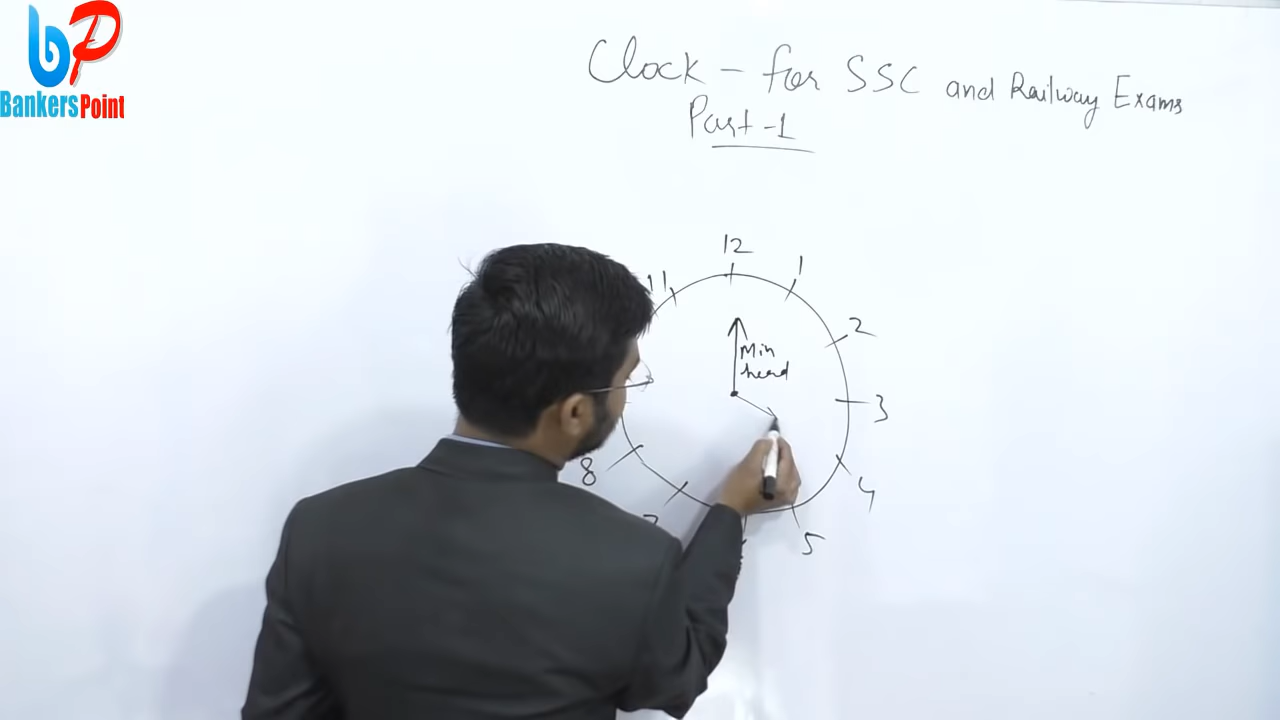 bp
BankersPoint
Clock - for SSC and Railway Exams
Part-1
12
11
1
2
Min
head
3
8
4
5